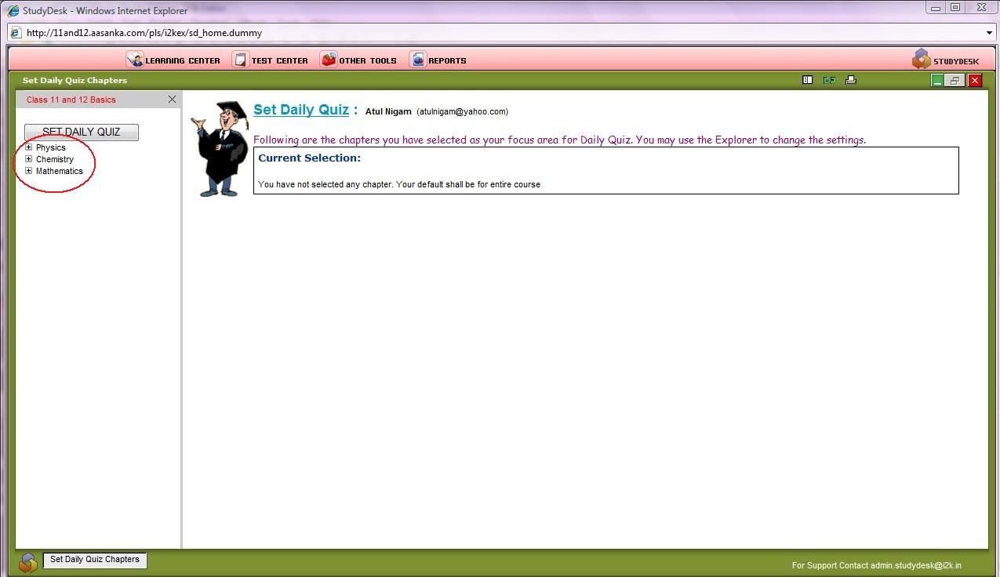 StudyDesk - Windows Internet Explorer
http://11and12.aasanka.com/pls/i2kex/sd_home.dummy
LEARNING CENTER TEST CENTER OTHER TOOLS REPORTS STUDYDESK
Set Daily Quiz Chapters
Class 11 and 12 Basics
SET DAILY QUIZ
Physics
Chemistry
Mathematics
Set Daily Quiz : Atul Nigam (atulnigam@yahoo.com)
Following are the chapters you have selected as your focus area for Daily Quiz. You may use the Explorer to change the settings.
Current Selection:
You have not selected any chapter. Your default shall be for entire course
Set Daily Quiz Chapters
For Support Contact admin.studydesk@i2k.in